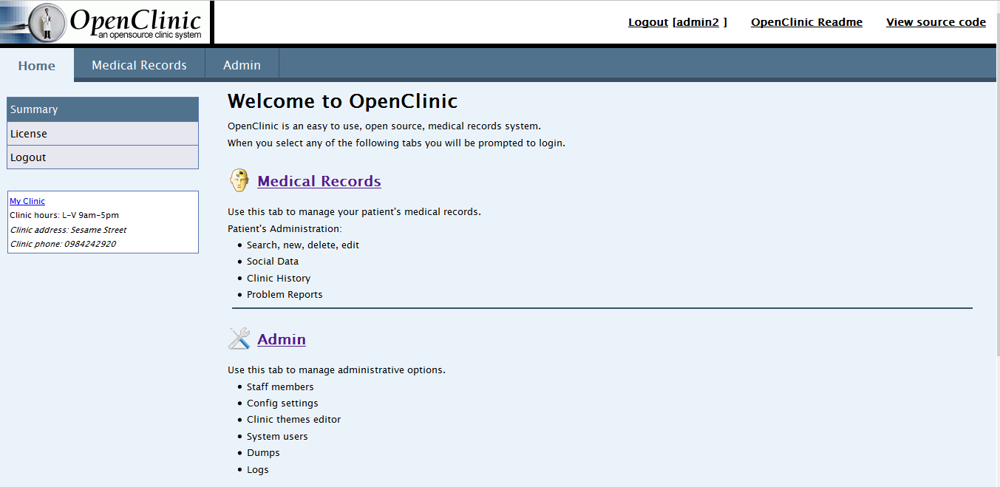 OpenClinic
an opensource clinic system
Logout [admin2 ] OpenClinic Readme View source code
Home Medical Records Admin
Summary
License
Logout
My Clinic
Clinic hours: L-V 9am-5pm
Clinic address: Sesame Street
Clinic phone: 0984242920
Welcome to OpenClinic
OpenClinic is an easy to use, open source, medical records system.
When you select any of the following tabs you will be prompted to login.
Medical Records
Use this tab to manage your patient's medical records.
Patient's Administration:
• Search, new, delete, edit
• Social Data
• Clinic History
• Problem Reports
Admin
Use this tab to manage administrative options.
• Staff members
• Config settings
• Clinic themes editor
• System users
• Dumps
• Logs